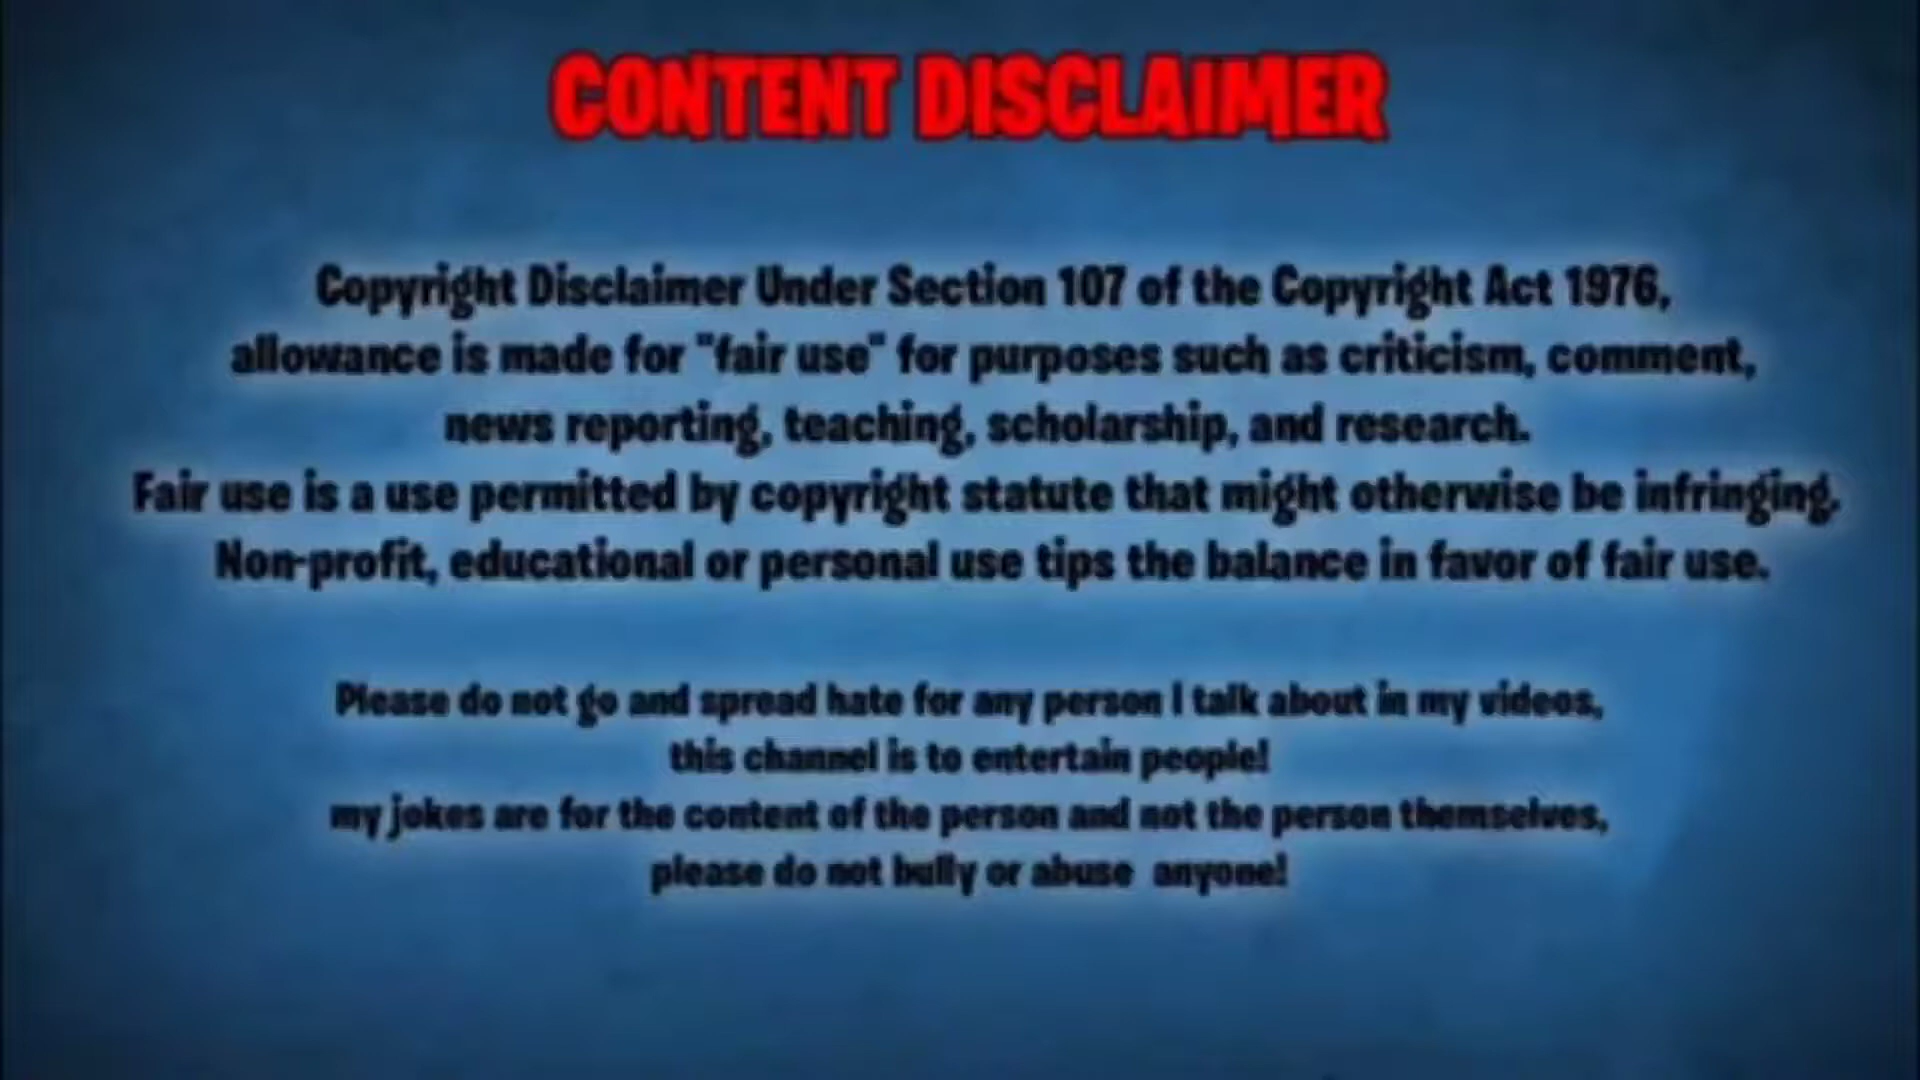 CONTENT DISCLAIMER
Copyright Disclaimer Under Section 107 of the Copyright Act 1976,
allowance is made for "fair use" for purposes such as criticism, comment,
news reporting, teaching, scholarship, and research.
Fair use is a use permitted by copyright statute that might otherwise be infringing.
Non-profit, educational or personal use tips the balance in favor of fair use.
Please do not go and spread hate for any person I talk about in my videos,
this channel is to entertain people!
my jokes are for the content of the person and not the person themselves,
please do not bully or abuse anyone!